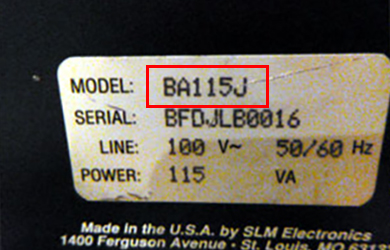 MODEL: BA115J
SERIAL: BFDJLB0016
LINE: 100 V~ 50/60 Hz
POWER: 115 VA
Made in the U.S.A. by SLM Electronics
1400 Ferguson Avenue • St. Louis, MO